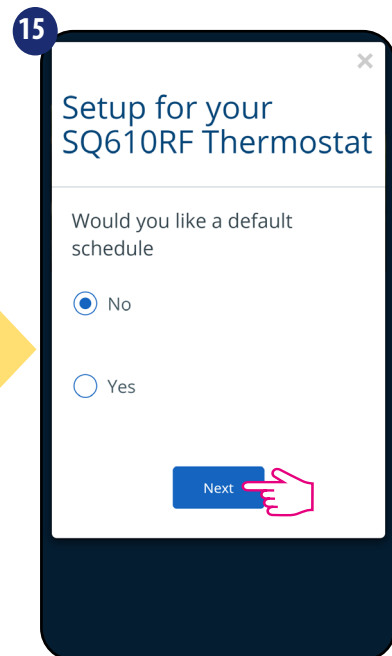 15
×
Setup for your
SQ610RF Thermostat
Would you like a default
schedule
No
Yes
Next